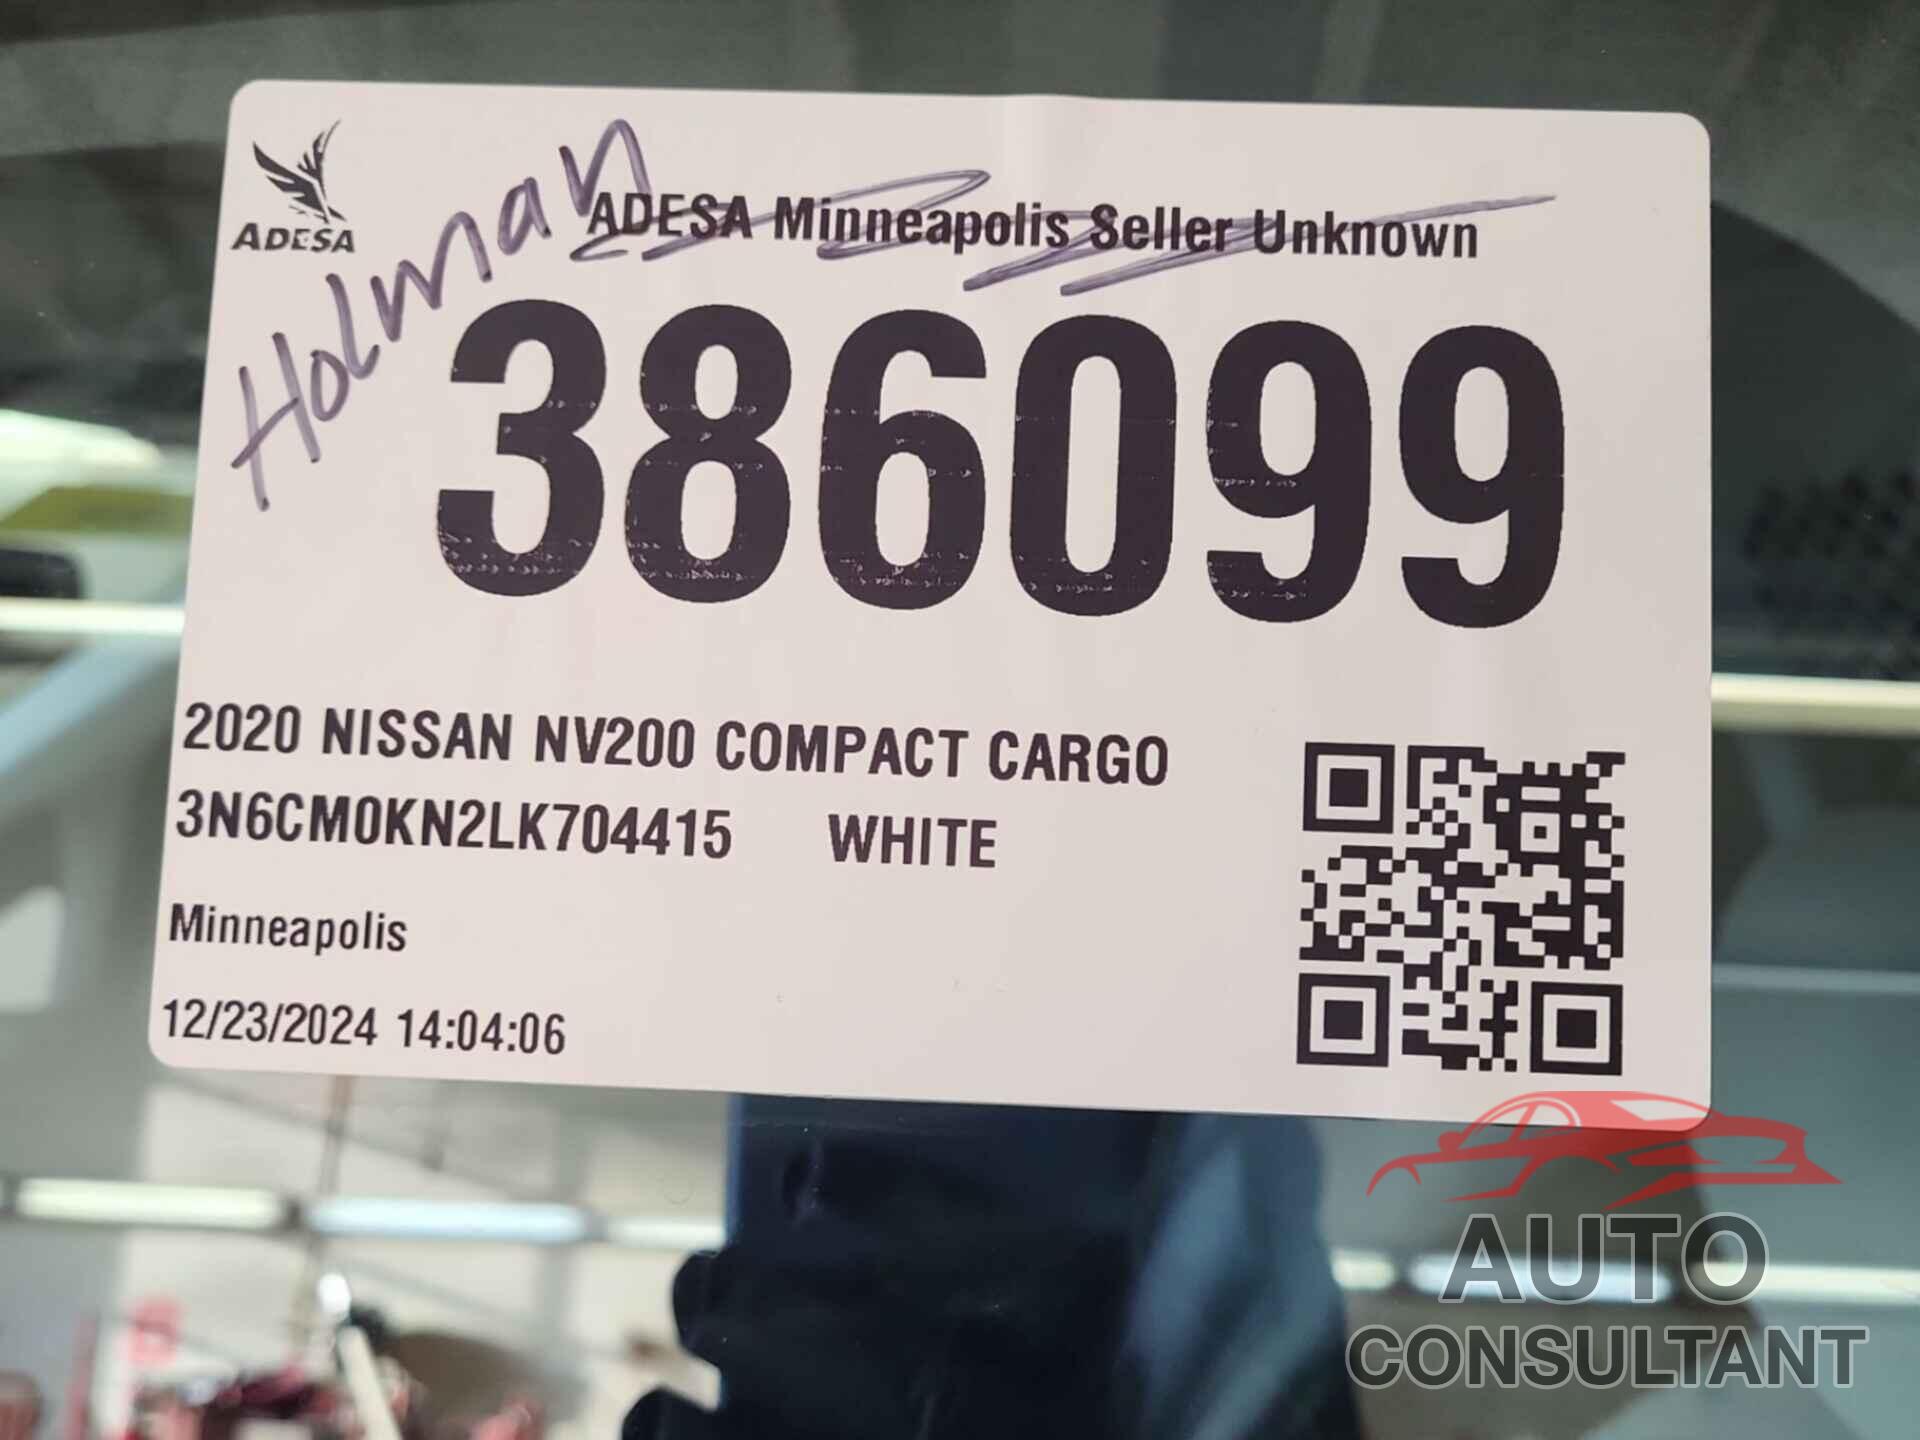 ADESA
Holman
ADESA Minneapolis Seller Unknown
386099
2020 NISSAN NV200 COMPACT CARGO
3N6CM0KN2LK704415 WHITE
Minneapolis
12/23/2024 14:04:06
AUTO
CONSULTANT